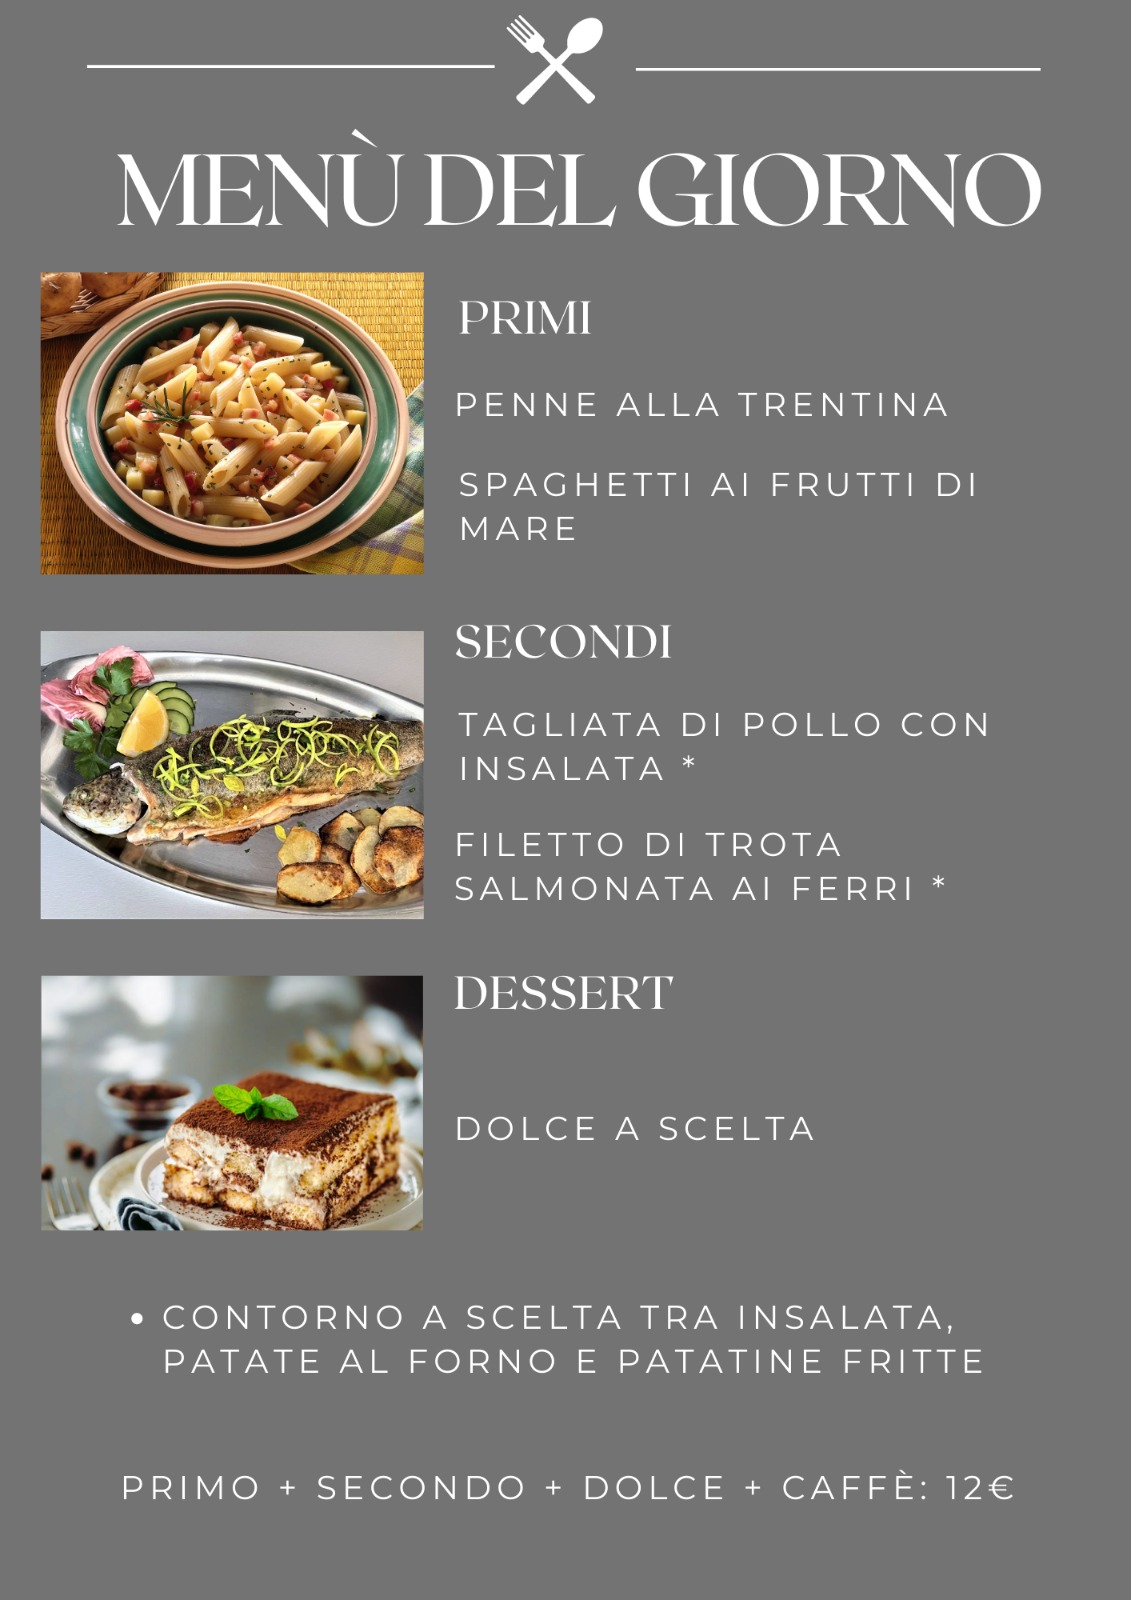 MENÙ DEL GIORNO
PRIMI
PENNE ALLA TRENTINA
SPAGHETTI AI FRUTTI DI
MARE
SECONDI
TAGLIATA DI POLLO CON
INSALATA *
FILETTO DI TROTA
SALMONATA AI FERRI *
DESSERT
DOLCE A SCELTA
• CONTORNO A SCELTA TRA INSALATA,
PATATE AL FORNO E PATATINE FRITTE
PRIMO + SECONDO + DOLCE + CAFFÈ: 12€